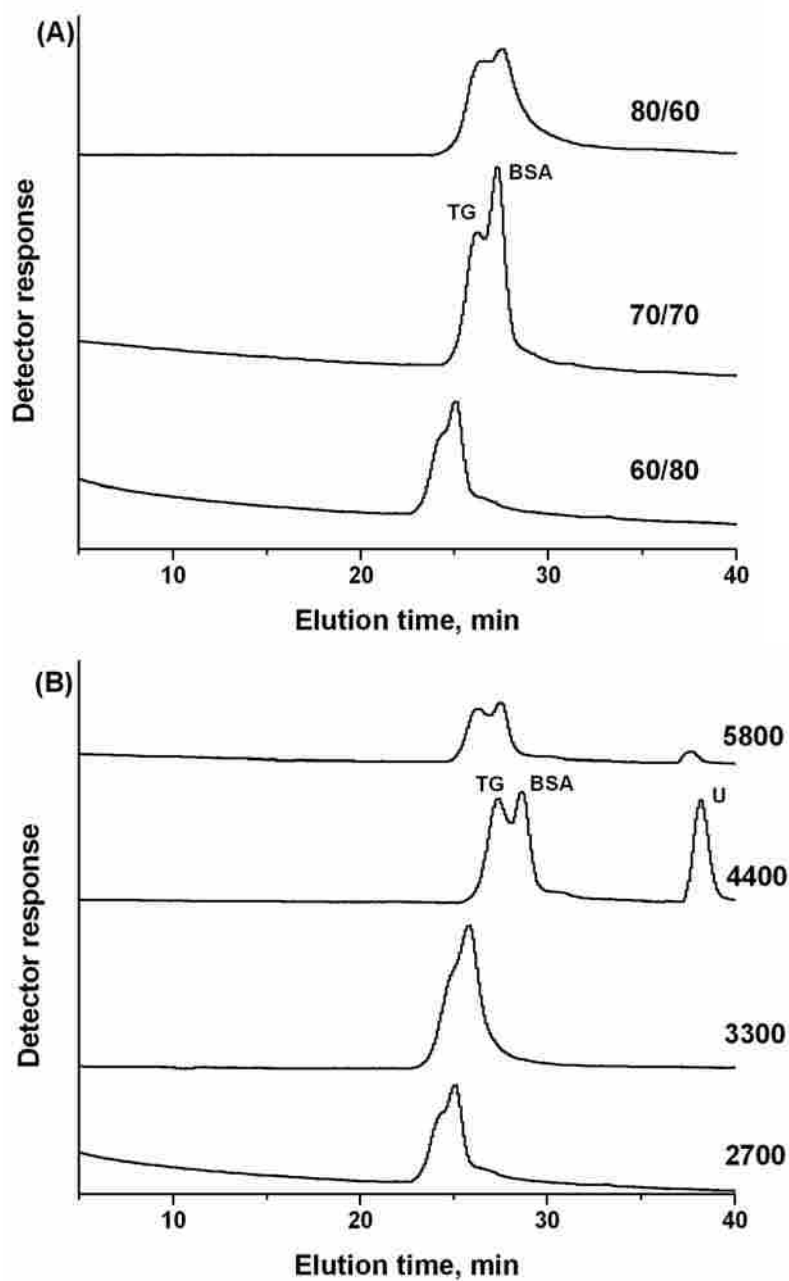 (A)
80/60
BSA
TG
70/70
60/80
Detector response
10 20 30 40
Elution time, min
(B)
5800
TG BSA U
4400
3300
2700
Detector response
10 20 30 40
Elution time, min